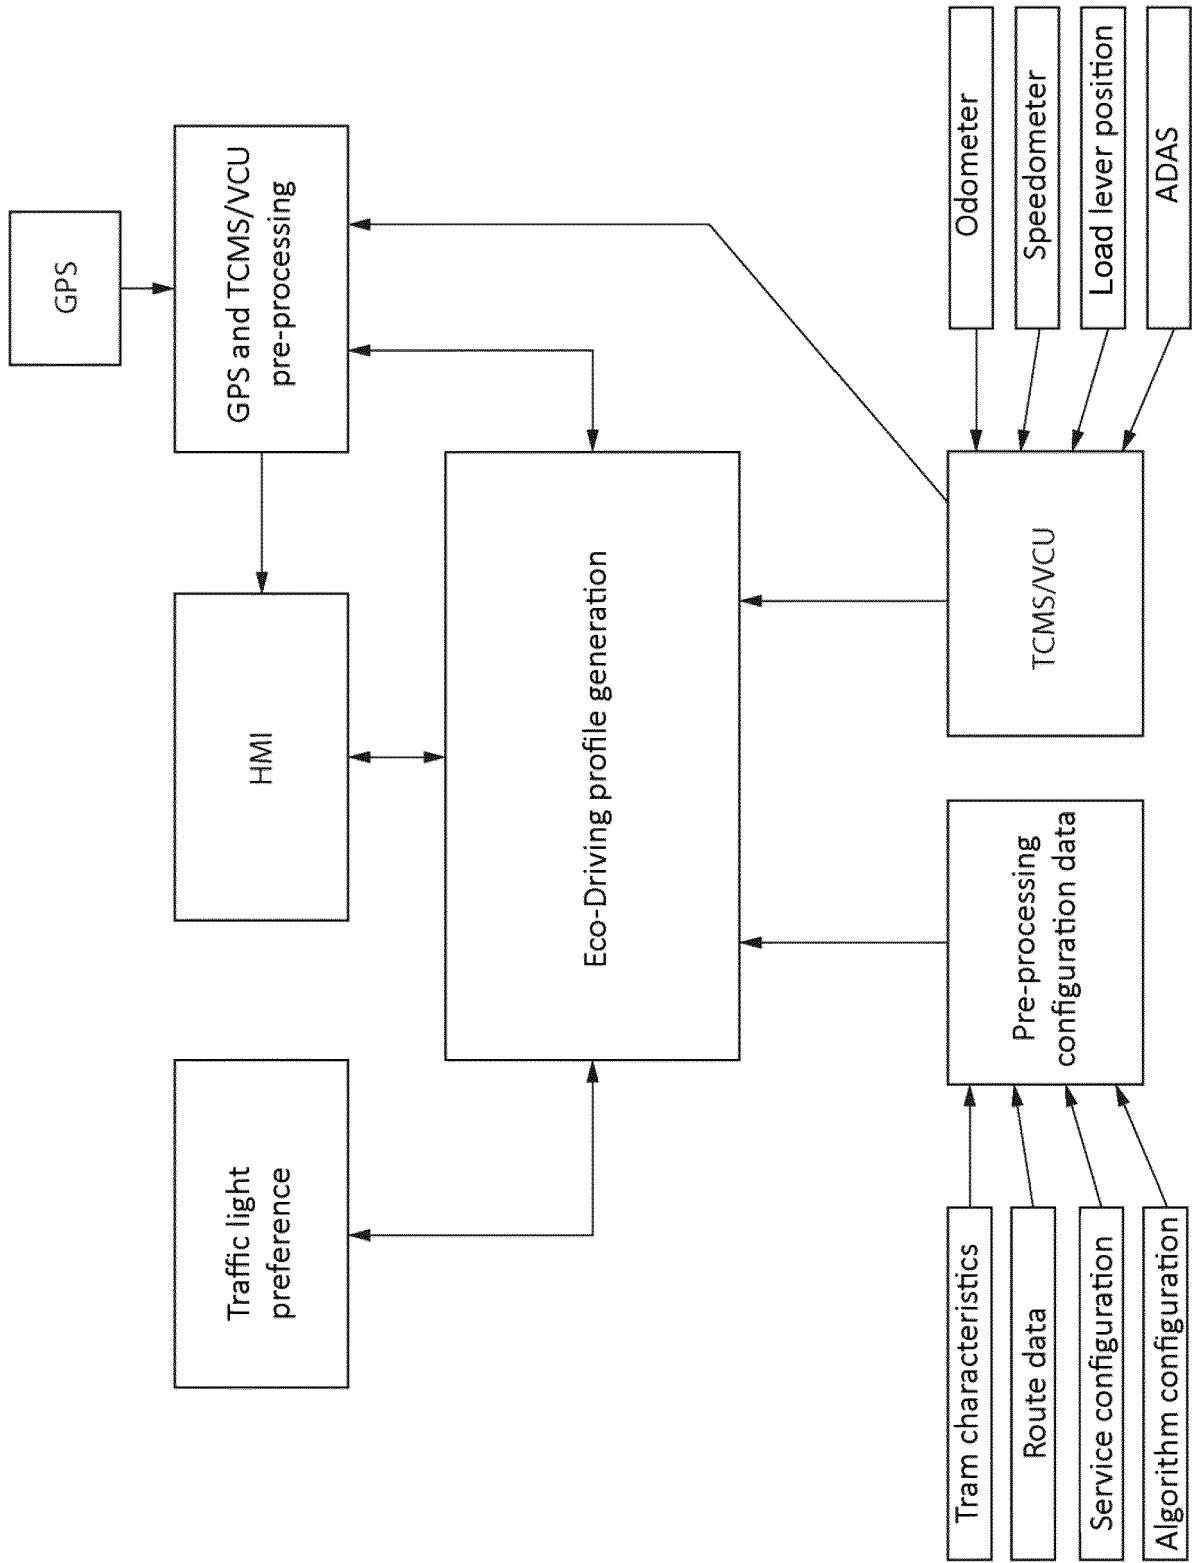 Traffic light
preference
HMI
GPS and TCMS/VCU
pre-processing
GPS
Eco-Driving profile generation
Pre-processing
configuration data
TCMS/VCU
Tram characteristics
Route data
Service configuration
Algorithm configuration
Odometer
Speedometer
Load lever position
ADAS